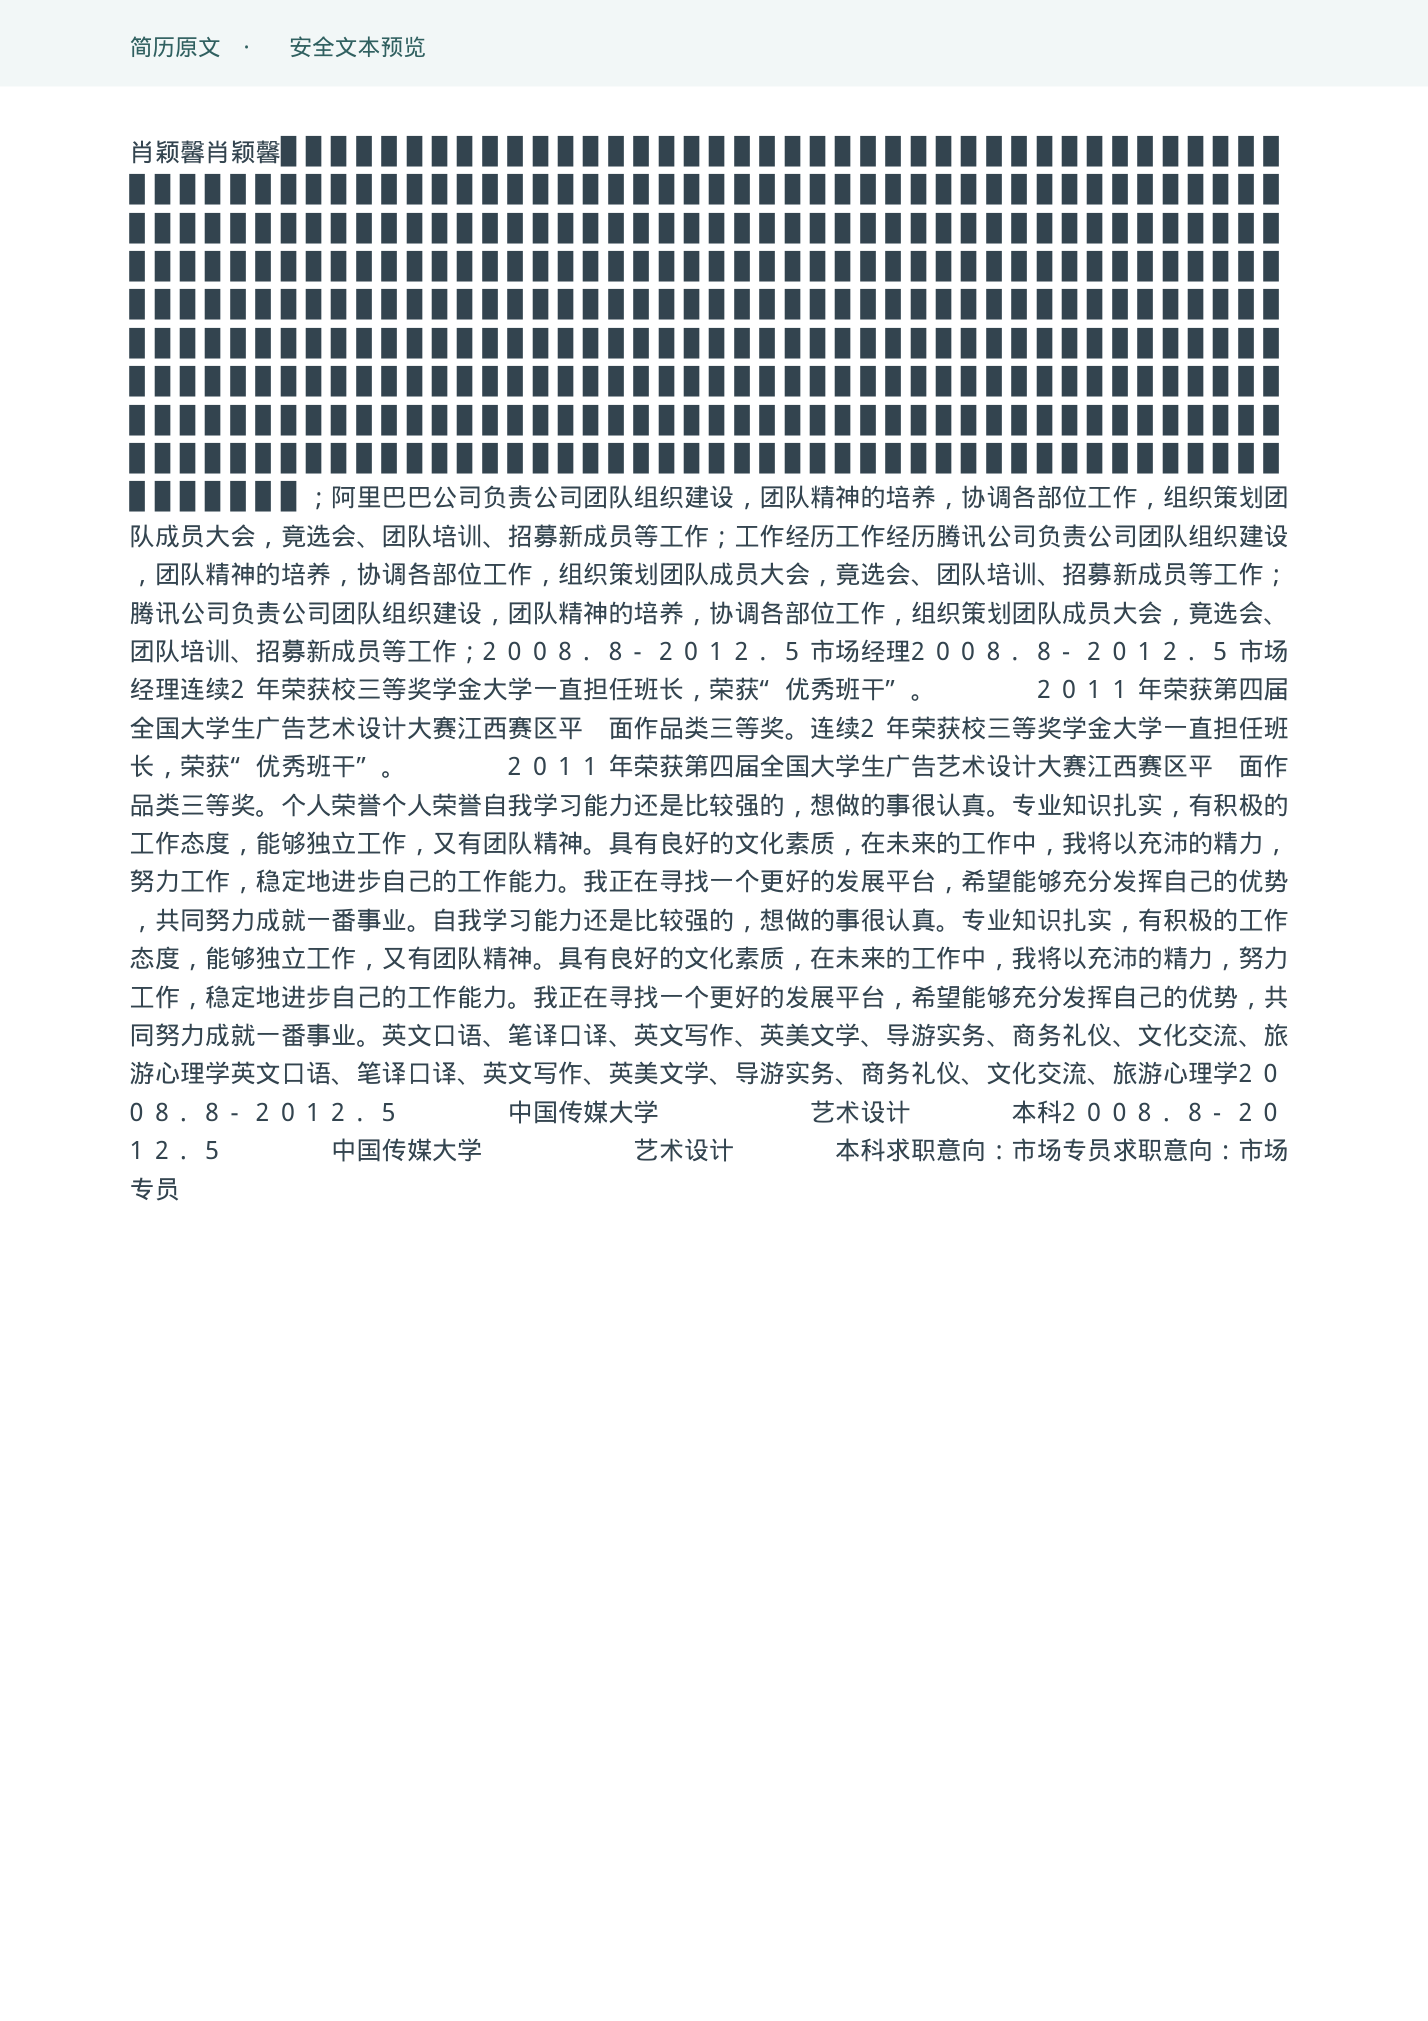 简历原文 · 安全文本预览
肖颖馨肖颖馨
；阿里巴巴公司负责公司团队组织建设，团队精神的培养，协调各部位工作，组织策划团
队成员大会，竟选会、团队培训、招募新成员等工作；工作经历工作经历腾讯公司负责公司团队组织建设
，团队精神的培养，协调各部位工作，组织策划团队成员大会，竟选会、团队培训、招募新成员等工作；
腾讯公司负责公司团队组织建设，团队精神的培养，协调各部位工作，组织策划团队成员大会，竟选会、
团队培训、招募新成员等工作；2008.8-2012.5市场经理2008.8-2012.5市场
经理连续2年荣获校三等奖学金大学一直担任班长，荣获“优秀班干”。 2011年荣获第四届
全国大学生广告艺术设计大赛江西赛区平 面作品类三等奖。连续2年荣获校三等奖学金大学一直担任班
长，荣获“优秀班干”。 2011年荣获第四届全国大学生广告艺术设计大赛江西赛区平 面作
品类三等奖。个人荣誉个人荣誉自我学习能力还是比较强的，想做的事很认真。专业知识扎实，有积极的
工作态度，能够独立工作，又有团队精神。具有良好的文化素质，在未来的工作中，我将以充沛的精力，
努力工作，稳定地进步自己的工作能力。我正在寻找一个更好的发展平台，希望能够充分发挥自己的优势
，共同努力成就一番事业。自我学习能力还是比较强的，想做的事很认真。专业知识扎实，有积极的工作
态度，能够独立工作，又有团队精神。具有良好的文化素质，在未来的工作中，我将以充沛的精力，努力
工作，稳定地进步自己的工作能力。我正在寻找一个更好的发展平台，希望能够充分发挥自己的优势，共
同努力成就一番事业。英文口语、笔译口译、英文写作、英美文学、导游实务、商务礼仪、文化交流、旅
游心理学英文口语、笔译口译、英文写作、英美文学、导游实务、商务礼仪、文化交流、旅游心理学20
08.8-2012.5 中国传媒大学 艺术设计 本科2008.8-20
12.5 中国传媒大学 艺术设计 本科求职意向：市场专员求职意向：市场
专员